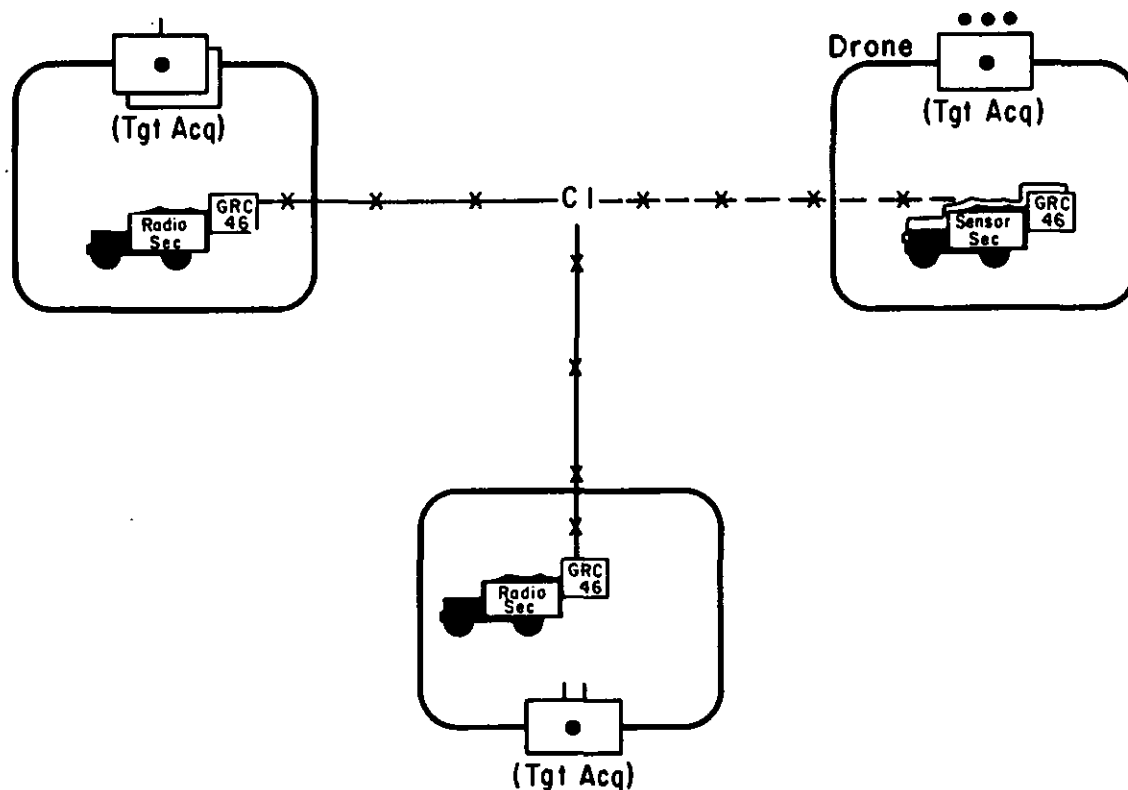 Drone
(Tgt Acq)
(Tgt Acq)
GRC
46
Radio
Sec
C I
GRC
46
Sensor
Sec
GRC
46
Radio
Sec
(Tgt Acq)